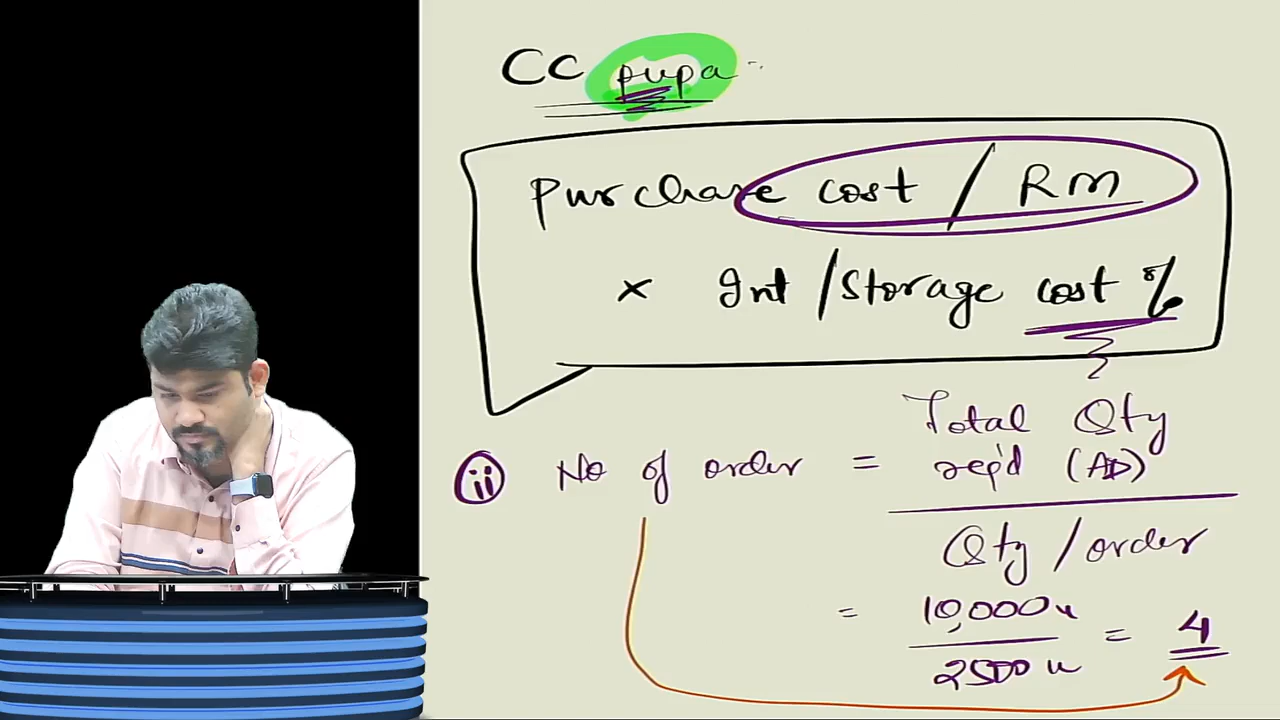 CC pupa
Purchase cost / RM
× Int / Storage cost %
ii No of order = Total Qty req'd (AD)
Qty / order
= 10,000 u
2500 u
= 4